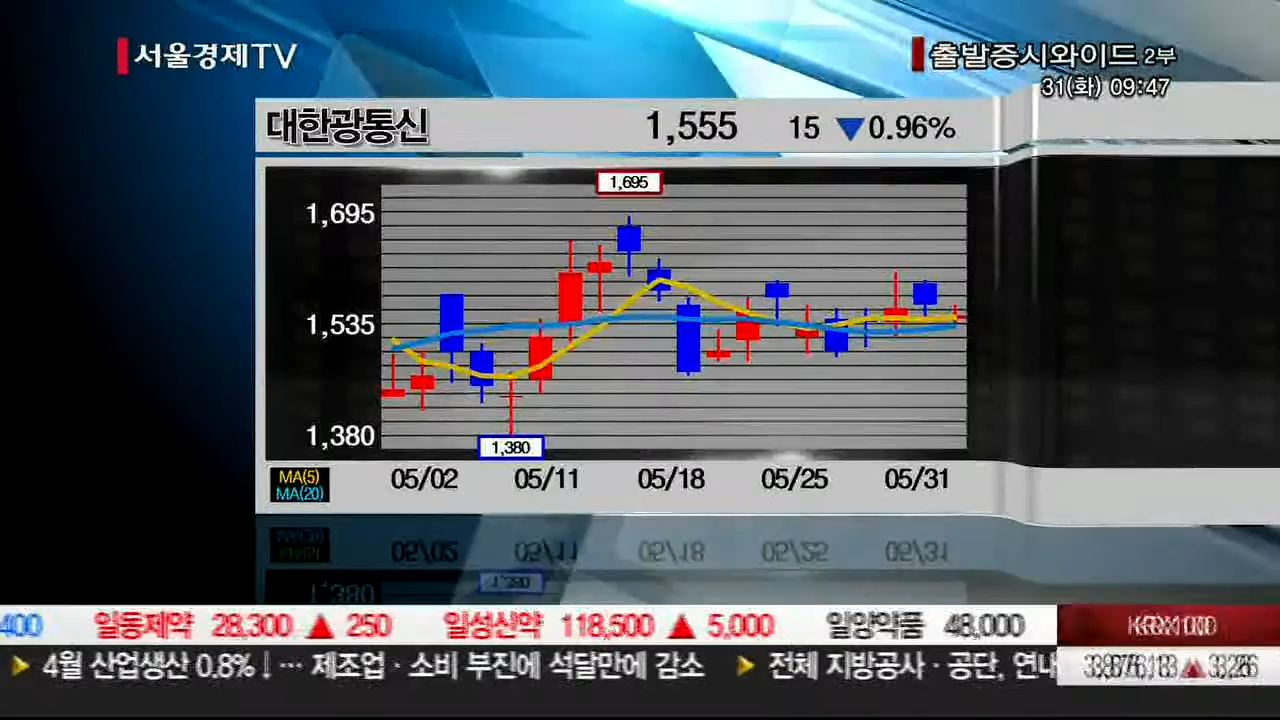 서울경제TV
출발증시와이드 2부
31(화) 09:47
대한광통신 1,555 15 ▼0.96%
1,695
1,695
1,535
1,380
1,380
MA(5)
MA(20)
05/02 05/11 05/18 05/25 05/31
400 일동제약 28,300 ▲ 250 일성신약 118,500 ▲ 5,000 일양약품 48,000
▶ 4월 산업생산 0.8%↓… 제조업·소비 부진에 석달만에 감소 ▶ 전체 지방공사·공단, 연내